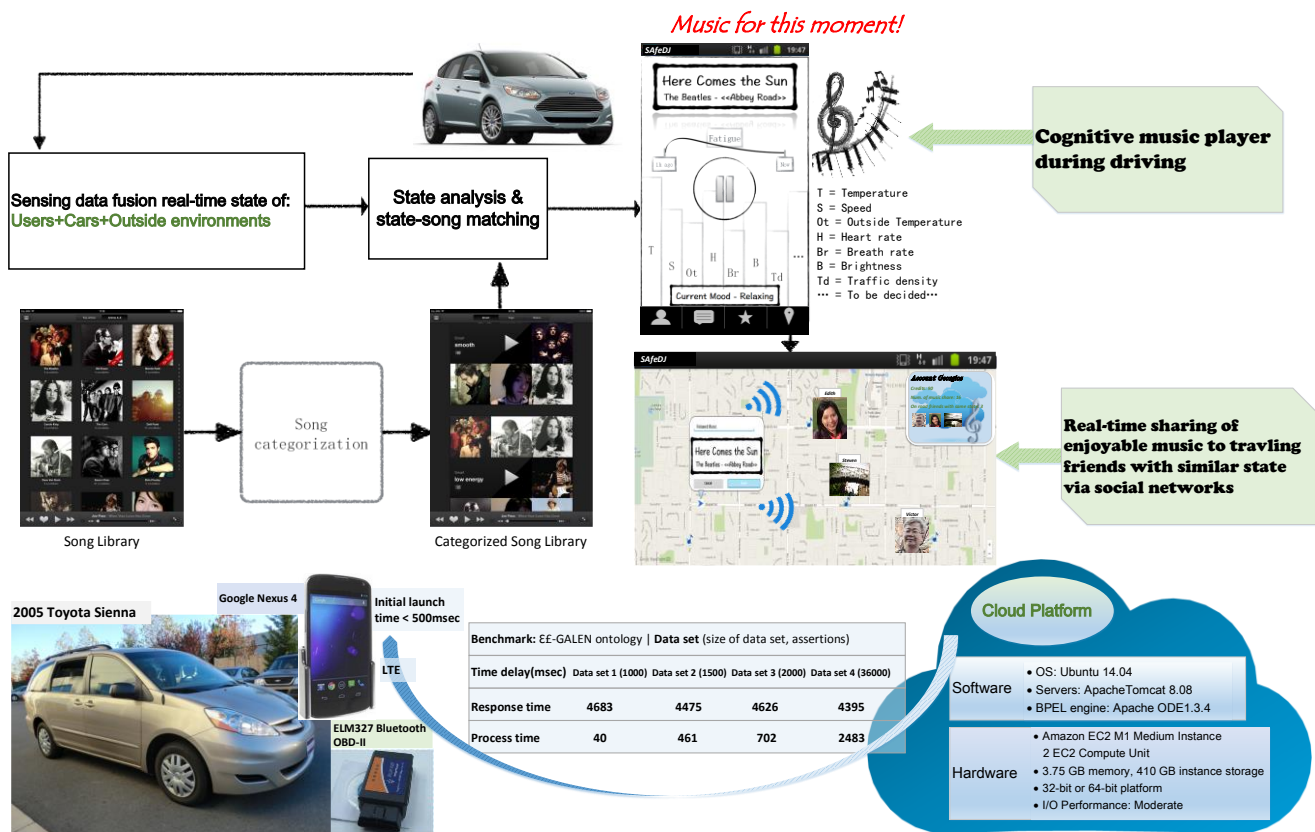 Music for this moment!
SAfeDJ
19:47
Here Comes the Sun
The Beatles - <<Abbey Road>>
Fatigue
Now
T
S
Ot
H
Br
B
Td
...
Current Mood - Relaxing
T = Temperature
S = Speed
Ot = Outside Temperature
H = Heart rate
Br = Breath rate
B = Brightness
Td = Traffic density
··· = To be decided···
Cognitive music player
during driving
Sensing data fusion real-time state of:
Users+Cars+Outside environments
State analysis &
state-song matching
Song
categorization
smooth
low energy
Song Library
Categorized Song Library
SAfeDJ
19:47
Edith
Steven
Victor
Here Comes the Sun
The Beatles - <<Abbey Road>>
Real-time sharing of
enjoyable music to travling
friends with similar state
via social networks
2005 Toyota Sienna
Google Nexus 4
Initial launch
time < 500msec
LTE
ELM327 Bluetooth
OBD-II
Benchmark: ƐƐ-GALEN ontology | Data set (size of data set, assertions)
Time delay(msec) Data set 1 (1000) Data set 2 (1500) Data set 3 (2000) Data set 4 (36000)
Response time 4683 4475 4626 4395
Process time 40 461 702 2483
Cloud Platform
Software
• OS: Ubuntu 14.04
• Servers: ApacheTomcat 8.08
• BPEL engine: Apache ODE1.3.4
Hardware
• Amazon EC2 M1 Medium Instance
2 EC2 Compute Unit
• 3.75 GB memory, 410 GB instance storage
• 32-bit or 64-bit platform
• I/O Performance: Moderate